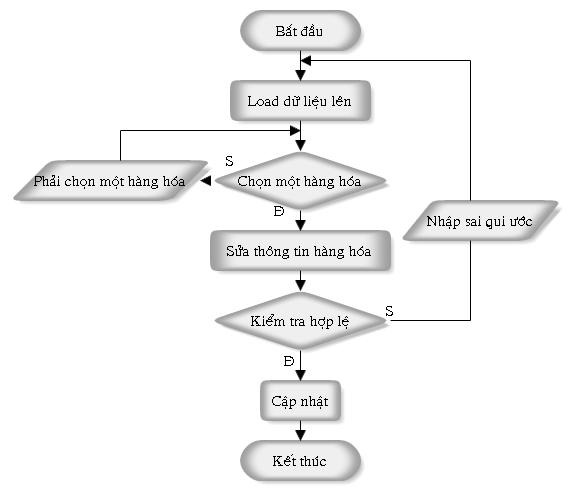 Bất đầu
Load dữ liệu lên
S
Phải chọn một hàng hóa
Chọn một hàng hóa
Đ
Nhập sai qui ước
Sửa thông tin hàng hóa
S
Kiểm tra hợp lệ
Đ
Cập nhật
Kết thúc